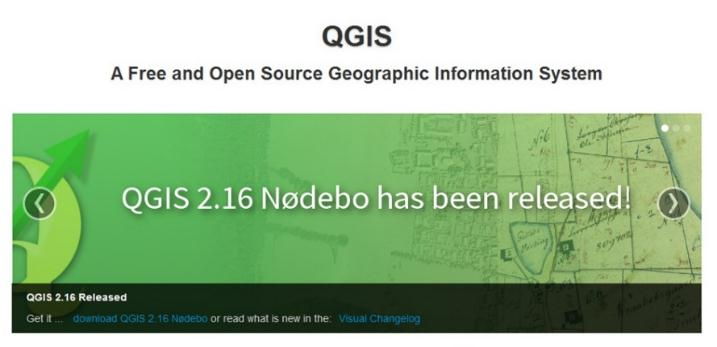 QGIS
A Free and Open Source Geographic Information System
QGIS 2.16 Nødebo has been released!
QGIS 2.16 Released
Get it ... download QGIS 2.16 Nødebo or read what is new in the: Visual Changelog